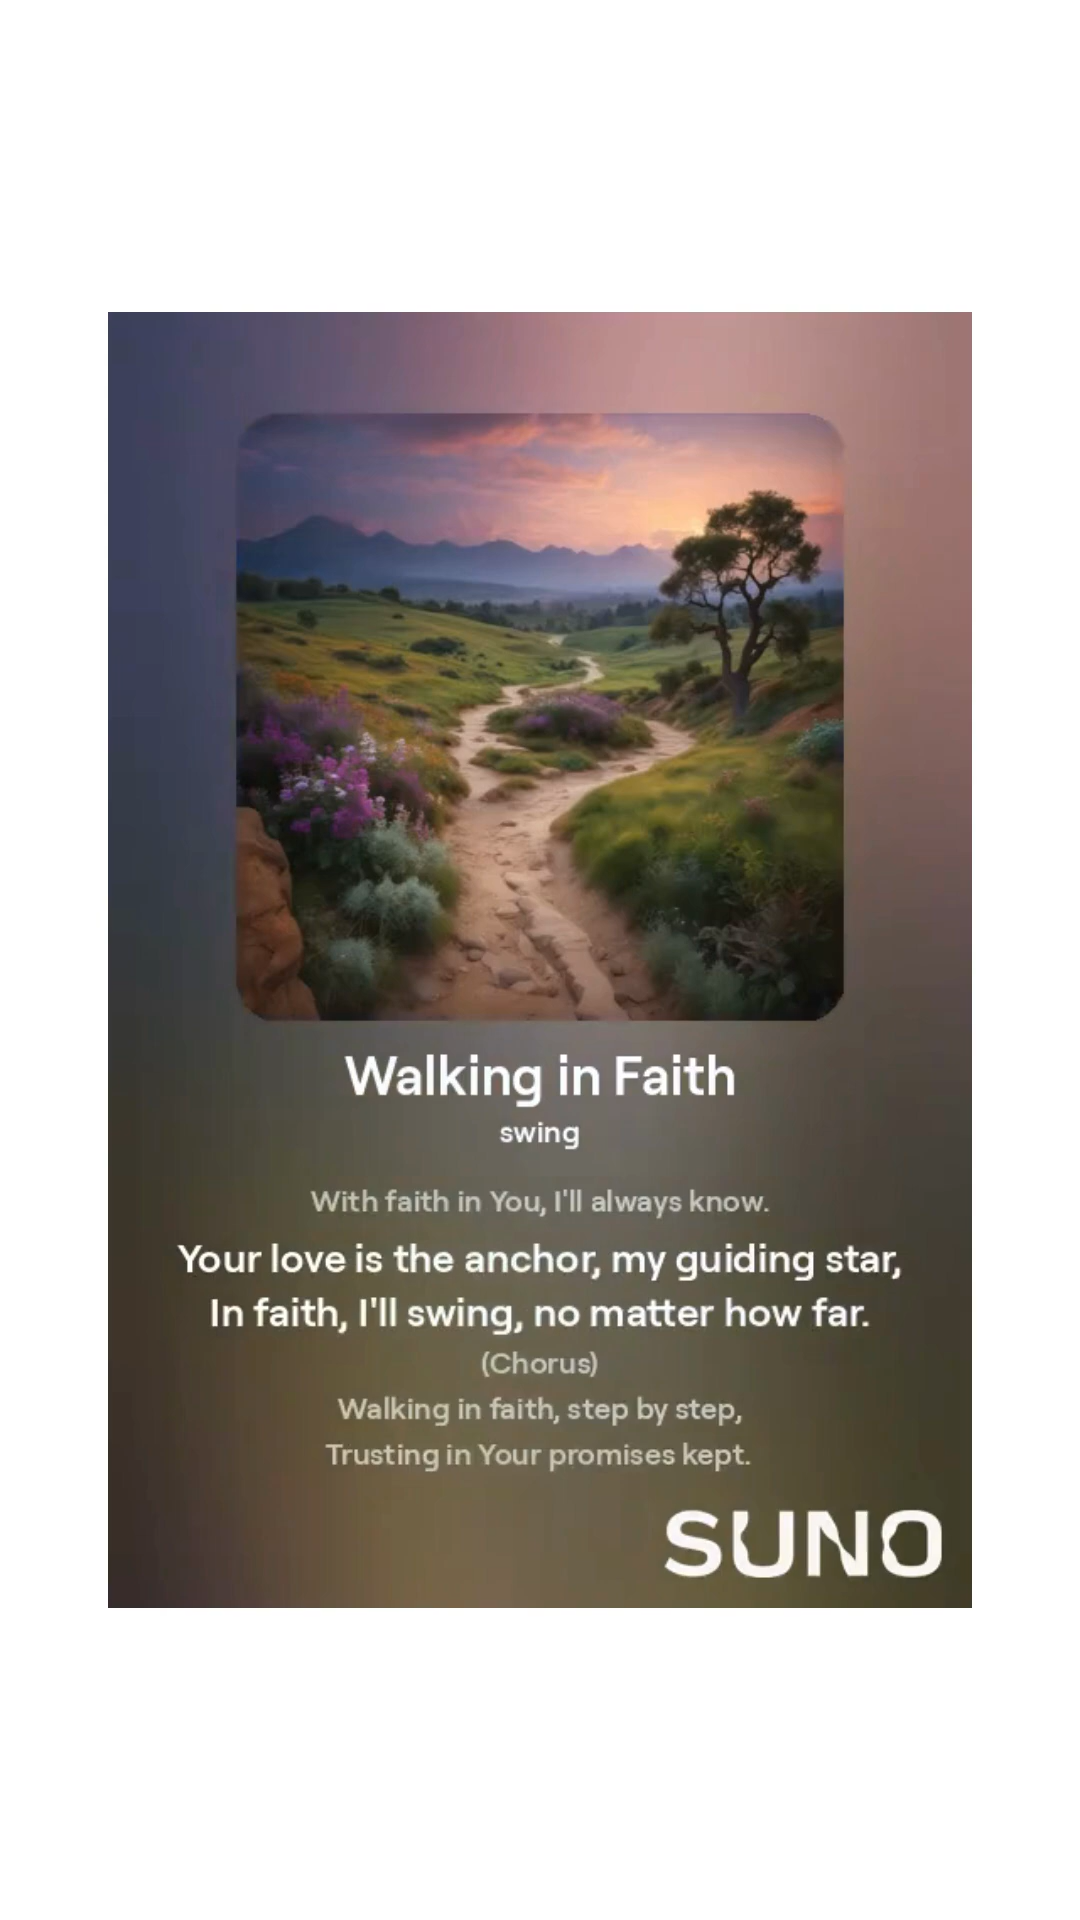 Walking in Faith
swing
With faith in You, I'll always know.
Your love is the anchor, my guiding star,
In faith, I'll swing, no matter how far.
(Chorus)
Walking in faith, step by step,
Trusting in Your promises kept.
SUNO